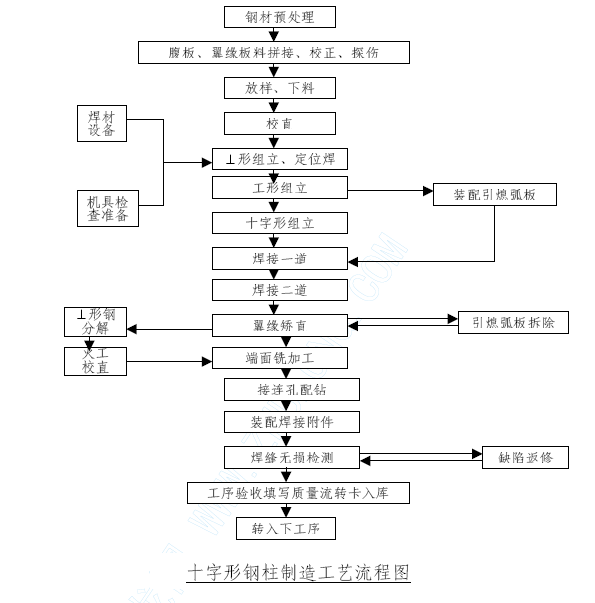 钢材预处理
腹板、翼缘板料拼接、校正、探伤
放样、下料
校直
焊材
设备
⊥形组立、定位焊
工形组立
装配引熄弧板
机具检
查准备
十字形组立
焊接一道
焊接二道
⊥形钢
分解
翼缘矫直
引熄弧板拆除
火工
校直
端面铣加工
接连孔配钻
装配焊接附件
焊缝无损检测
缺陷返修
工序验收填写质量流转卡入库
转入下工序
十字形钢柱制造工艺流程图